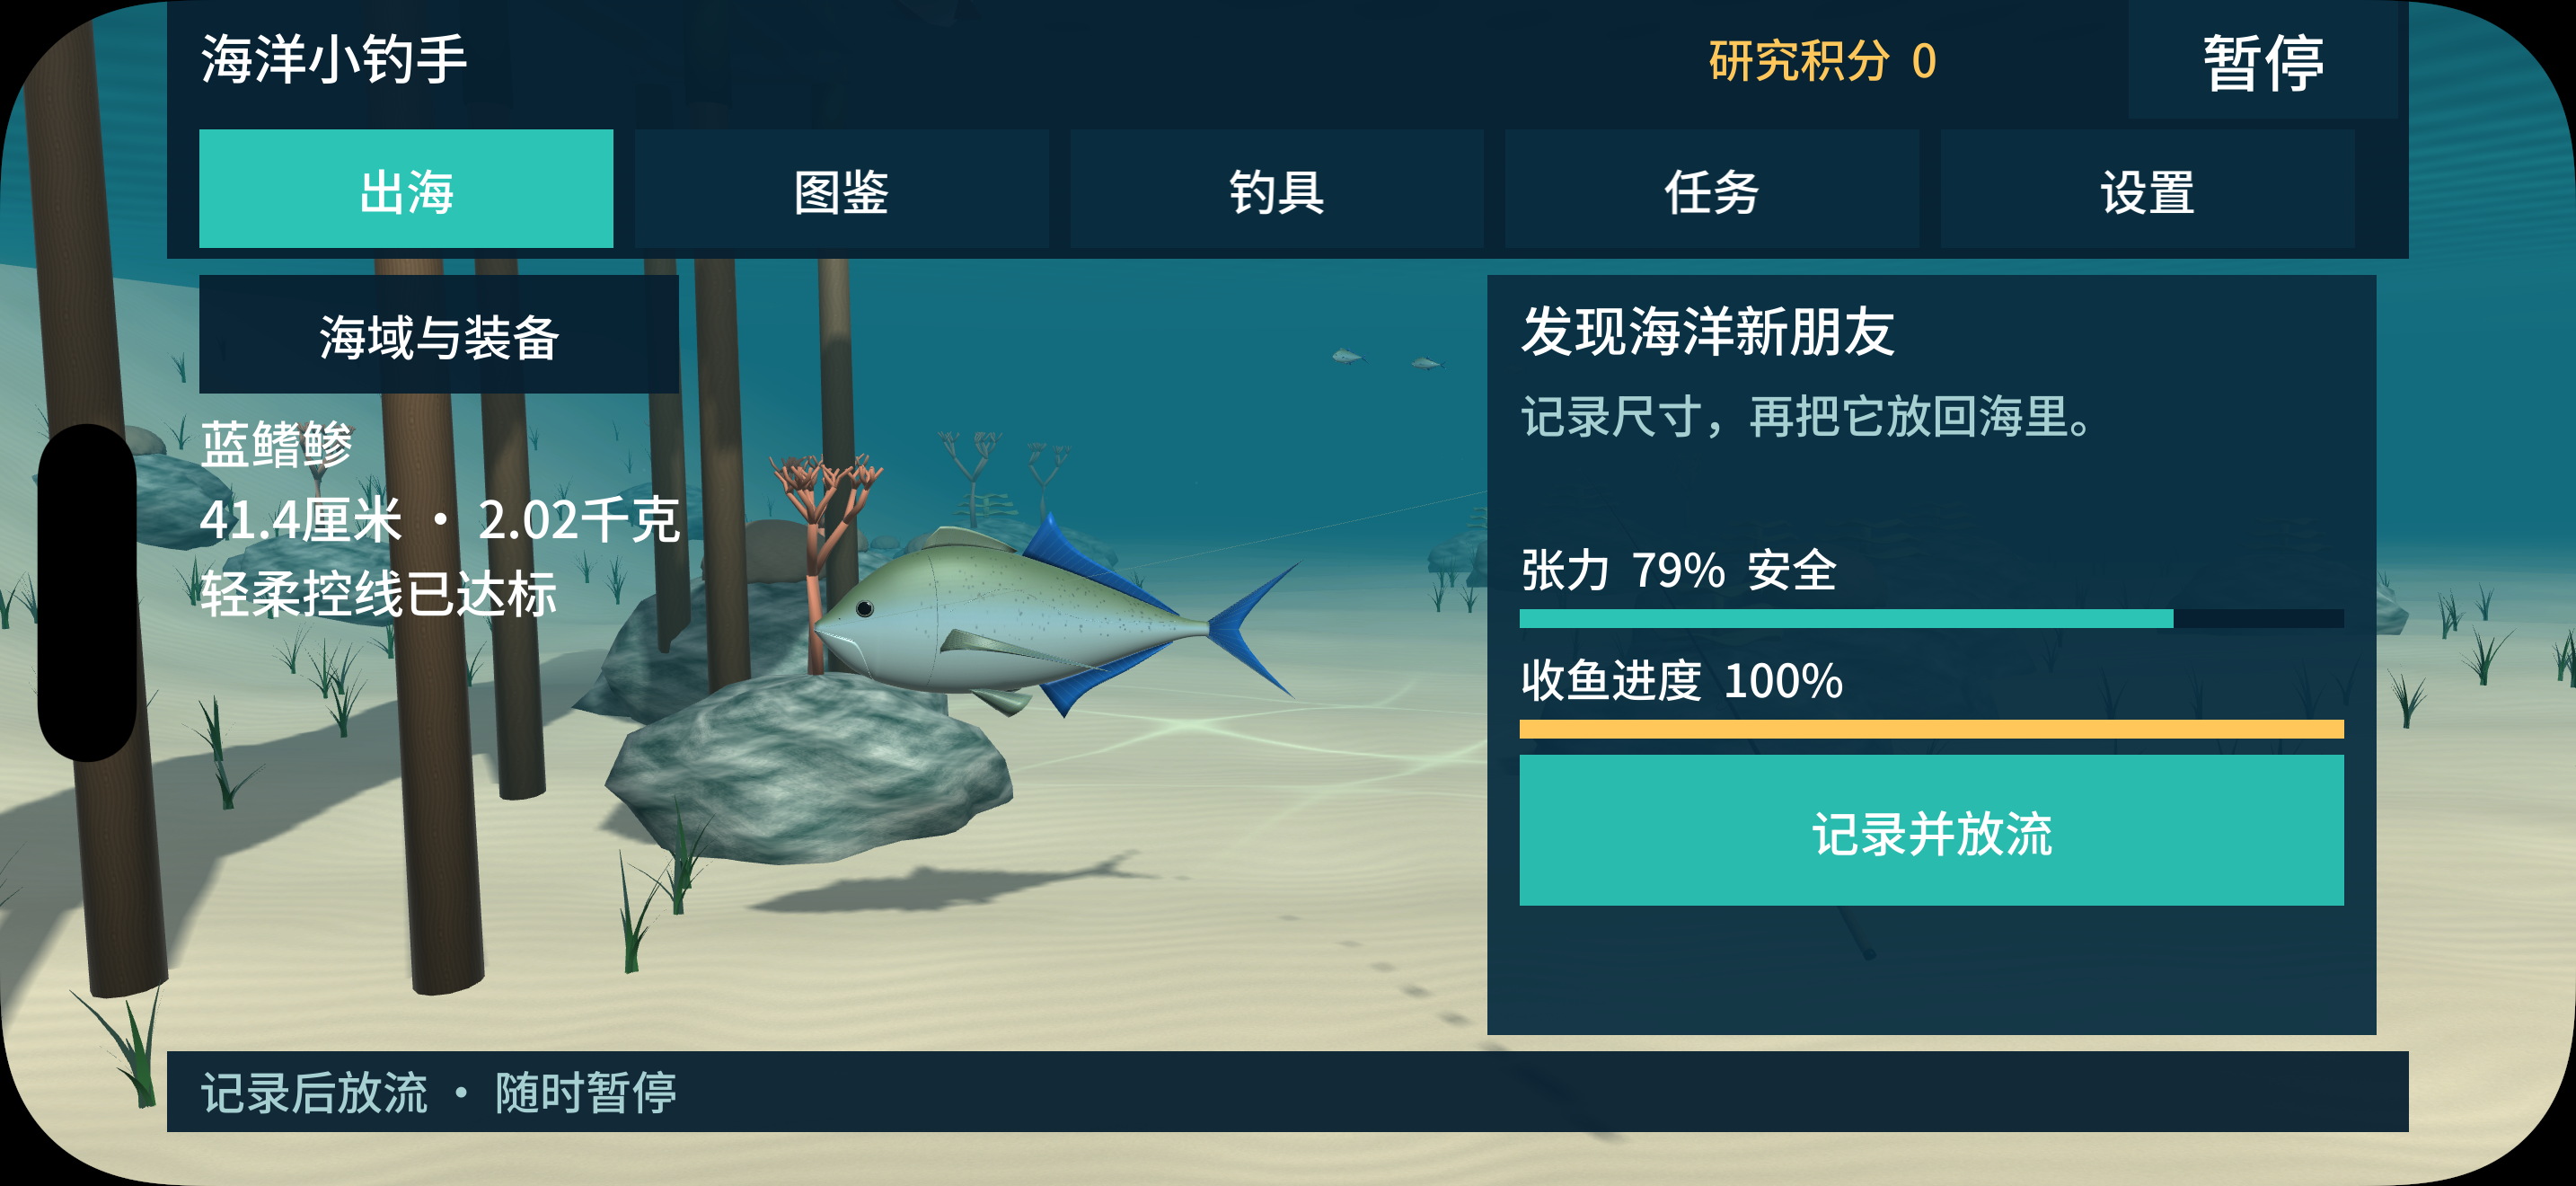 海洋小钓手
研究积分 0
暂停
出海
图鉴
钓具
任务
设置
海域与装备
蓝鳍鲹
41.4厘米 · 2.02千克
轻柔控线已达标
发现海洋新朋友
记录尺寸，再把它放回海里。
张力 79% 安全
收鱼进度 100%
记录并放流
记录后放流 · 随时暂停